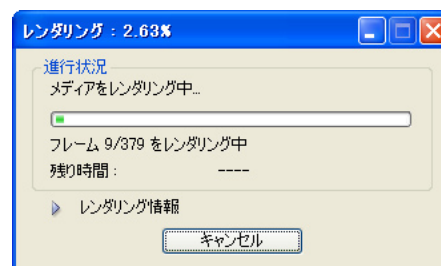 レンダリング : 2.63%
進行状況
メディアをレンダリング中...
フレーム 9/379 をレンダリング中
残り時間 : ----
レンダリング情報
キャンセル